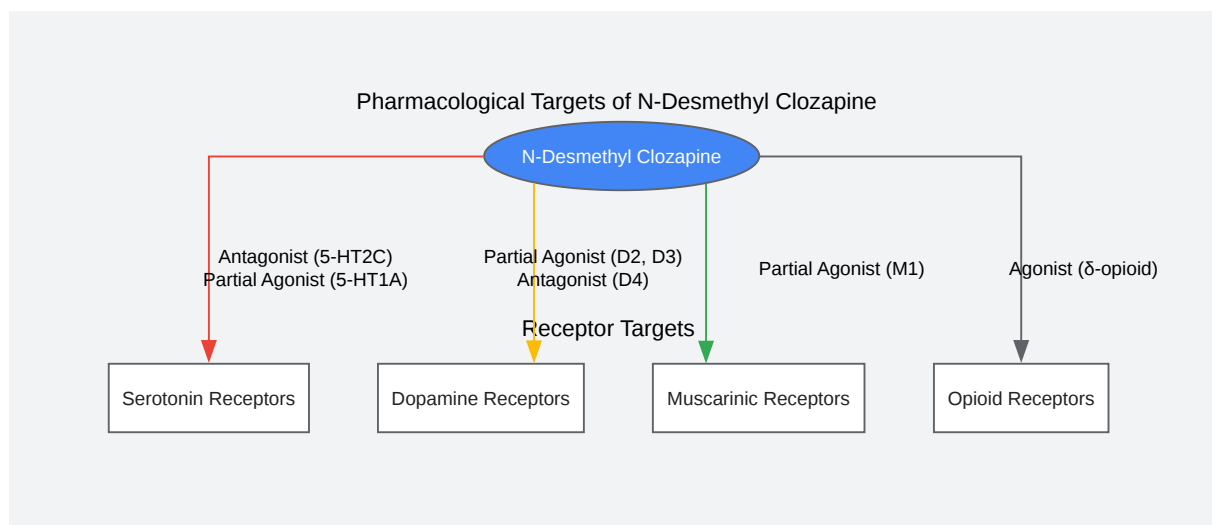 Pharmacological Targets of N-Desmethyl Clozapine
N-Desmethyl Clozapine
Antagonist (5-HT2C)
Partial Agonist (5-HT1A)
Partial Agonist (D2, D3)
Antagonist (D4)
Partial Agonist (M1)
Agonist (δ-opioid)
Receptor Targets
Serotonin Receptors
Dopamine Receptors
Muscarinic Receptors
Opioid Receptors